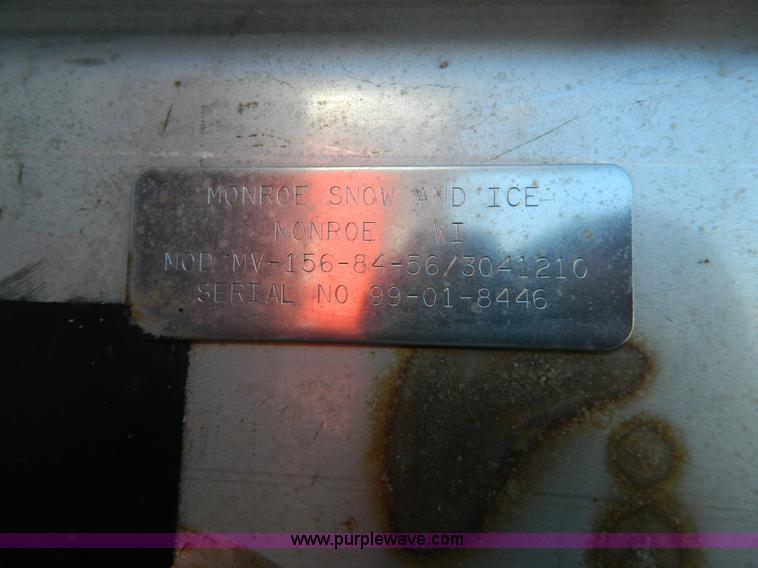 MONROE SNOW AND ICE
MONROE WI
MOD MV-156-84-56/3041210
SERIAL NO 99-01-8446
www.purplewave.com